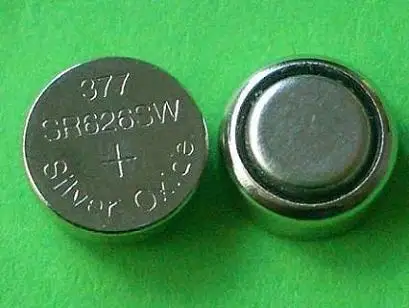 377
SR626SW
+
Silver Oxide